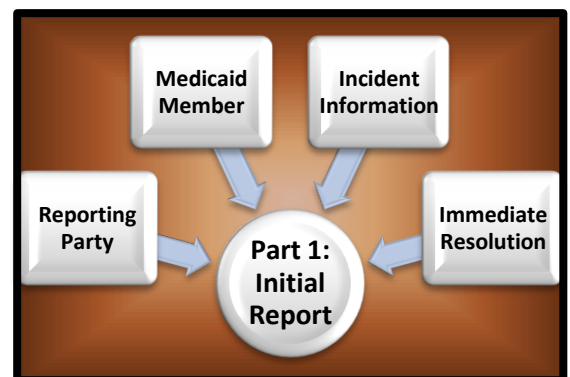 Medicaid
Member
Incident
Information
Reporting
Party
Immediate
Resolution
Part 1:
Initial
Report